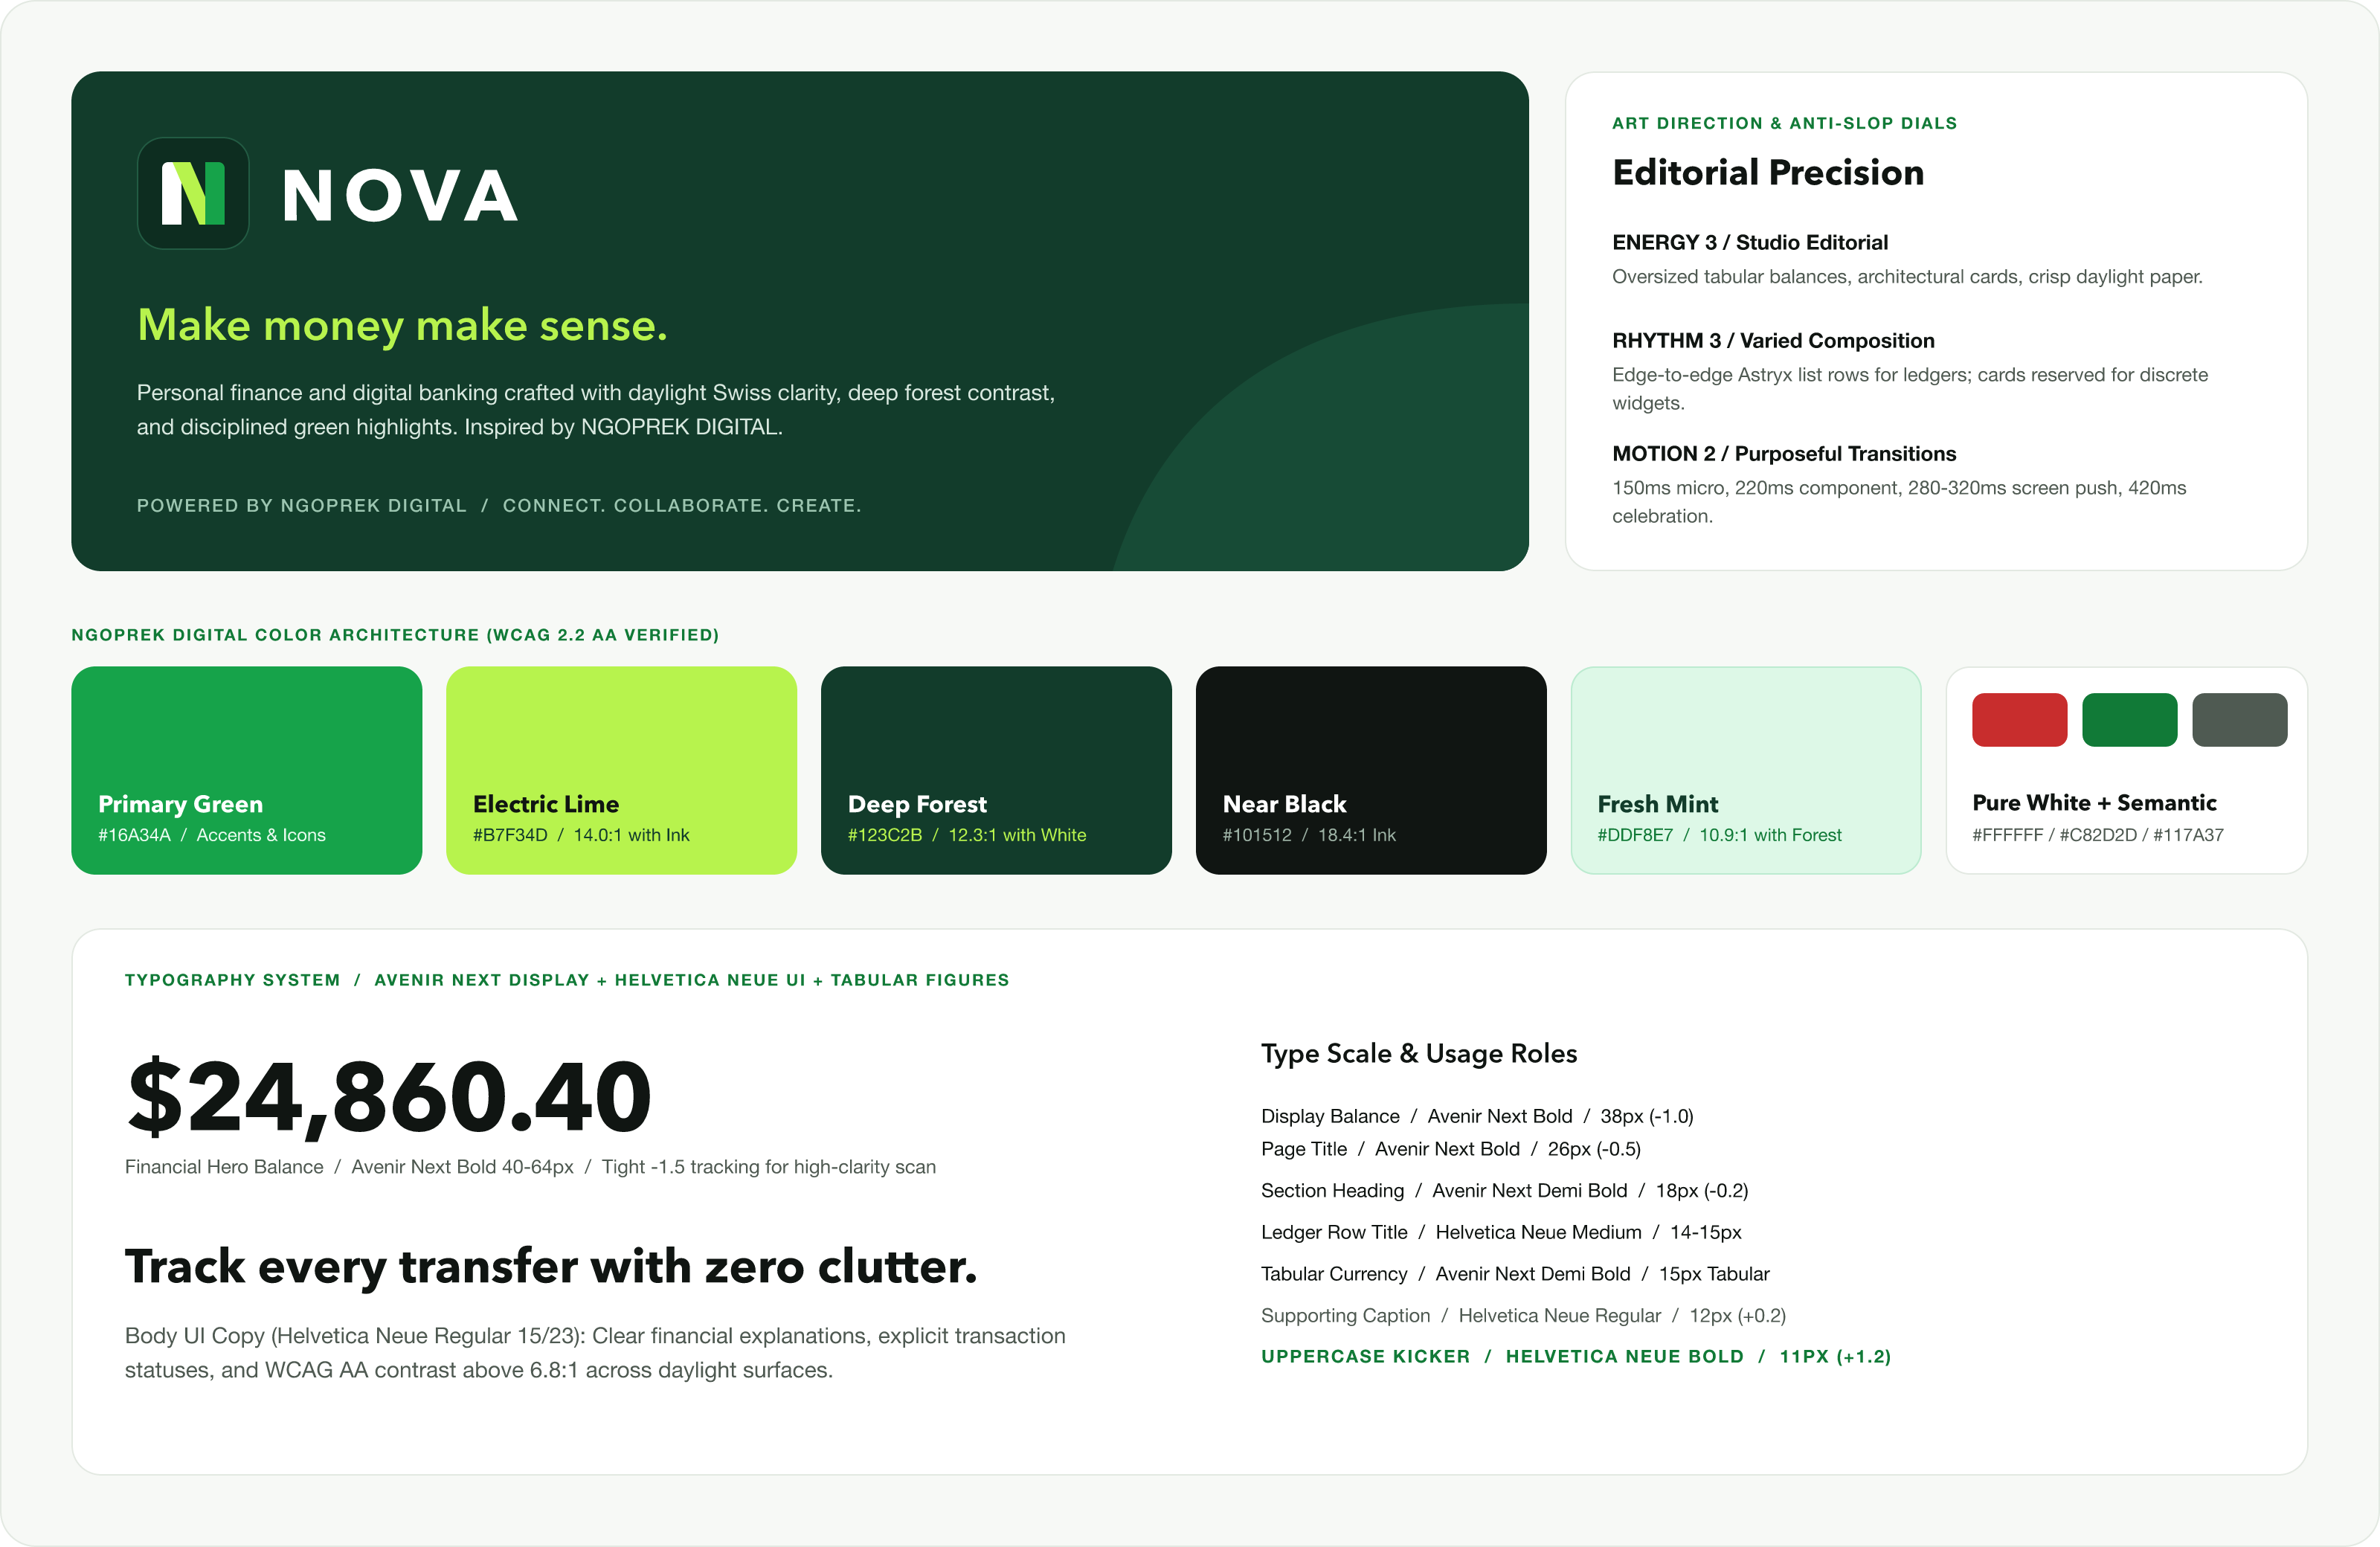 NOVA
Make money make sense.
Personal finance and digital banking crafted with daylight Swiss clarity, deep forest contrast,
and disciplined green highlights. Inspired by NGOPREK DIGITAL.
POWERED BY NGOPREK DIGITAL / CONNECT. COLLABORATE. CREATE.
ART DIRECTION & ANTI-SLOP DIALS
Editorial Precision
ENERGY 3 / Studio Editorial
Oversized tabular balances, architectural cards, crisp daylight paper.
RHYTHM 3 / Varied Composition
Edge-to-edge Astryx list rows for ledgers; cards reserved for discrete
widgets.
MOTION 2 / Purposeful Transitions
150ms micro, 220ms component, 280-320ms screen push, 420ms
celebration.
NGOPREK DIGITAL COLOR ARCHITECTURE (WCAG 2.2 AA VERIFIED)
Primary Green
#16A34A / Accents & Icons
Electric Lime
#B7F34D / 14.0:1 with Ink
Deep Forest
#123C2B / 12.3:1 with White
Near Black
#101512 / 18.4:1 Ink
Fresh Mint
#DDF8E7 / 10.9:1 with Forest
Pure White + Semantic
#FFFFFF / #C82D2D / #117A37
TYPOGRAPHY SYSTEM / AVENIR NEXT DISPLAY + HELVETICA NEUE UI + TABULAR FIGURES
$24,860.40
Financial Hero Balance / Avenir Next Bold 40-64px / Tight -1.5 tracking for high-clarity scan
Track every transfer with zero clutter.
Body UI Copy (Helvetica Neue Regular 15/23): Clear financial explanations, explicit transaction
statuses, and WCAG AA contrast above 6.8:1 across daylight surfaces.
Type Scale & Usage Roles
Display Balance / Avenir Next Bold / 38px (-1.0)
Page Title / Avenir Next Bold / 26px (-0.5)
Section Heading / Avenir Next Demi Bold / 18px (-0.2)
Ledger Row Title / Helvetica Neue Medium / 14-15px
Tabular Currency / Avenir Next Demi Bold / 15px Tabular
Supporting Caption / Helvetica Neue Regular / 12px (+0.2)
UPPERCASE KICKER / HELVETICA NEUE BOLD / 11PX (+1.2)